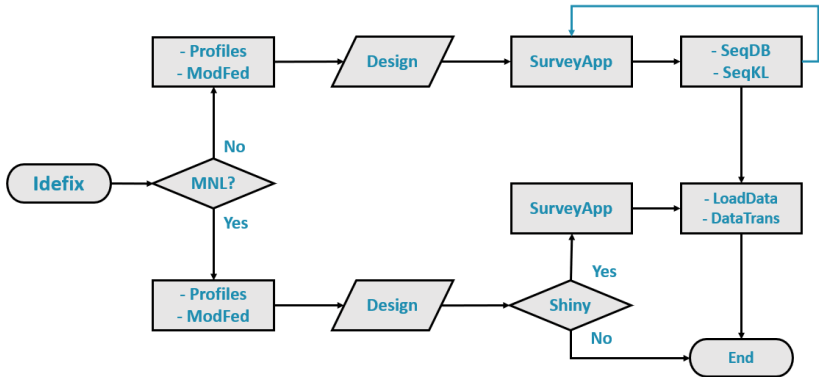 - Profiles
- ModFed
Design
SurveyApp
- SeqDB
- SeqKL
No
Idefix
MNL?
Yes
SurveyApp
- LoadData
- DataTrans
- Profiles
- ModFed
Design
Yes
Shiny
No
End